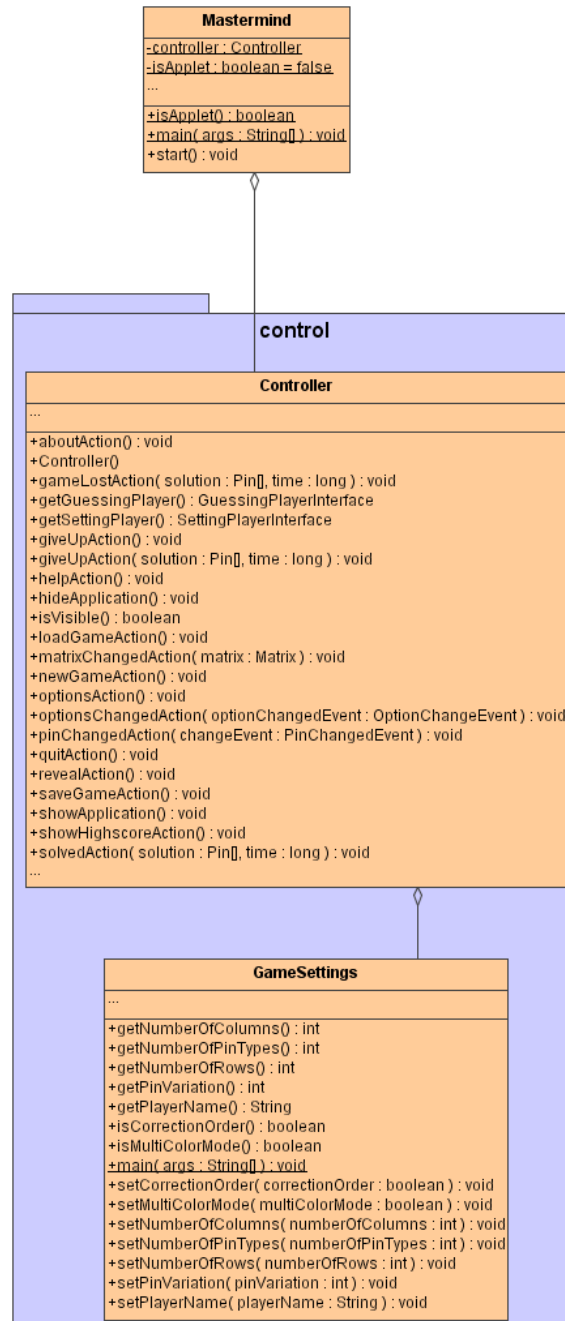 Mastermind
-controller : Controller
-isApplet : boolean = false
...
+isApplet() : boolean
+main( args : String[] ) : void
+start() : void
control
Controller
...
+aboutAction() : void
+Controller()
+gameLostAction( solution : Pin[], time : long ) : void
+getGuessingPlayer() : GuessingPlayerInterface
+getSettingPlayer() : SettingPlayerInterface
+giveUpAction() : void
+giveUpAction( solution : Pin[], time : long ) : void
+helpAction() : void
+hideApplication() : void
+isVisible() : boolean
+loadGameAction() : void
+matrixChangedAction( matrix : Matrix ) : void
+newGameAction() : void
+optionsAction() : void
+optionsChangedAction( optionChangedEvent : OptionChangeEvent ) : void
+pinChangedAction( changeEvent : PinChangedEvent ) : void
+quitAction() : void
+revealAction() : void
+saveGameAction() : void
+showApplication() : void
+showHighscoreAction() : void
+solvedAction( solution : Pin[], time : long ) : void
...
GameSettings
...
+getNumberOfColumns() : int
+getNumberOfPinTypes() : int
+getNumberOfRows() : int
+getPinVariation() : int
+getPlayerName() : String
+isCorrectionOrder() : boolean
+isMultiColorMode() : boolean
+main( args : String[] ) : void
+setCorrectionOrder( correctionOrder : boolean ) : void
+setMultiColorMode( multiColorMode : boolean ) : void
+setNumberOfColumns( numberOfColumns : int ) : void
+setNumberOfPinTypes( numberOfPinTypes : int ) : void
+setNumberOfRows( numberOfRows : int ) : void
+setPinVariation( pinVariation : int ) : void
+setPlayerName( playerName : String ) : void